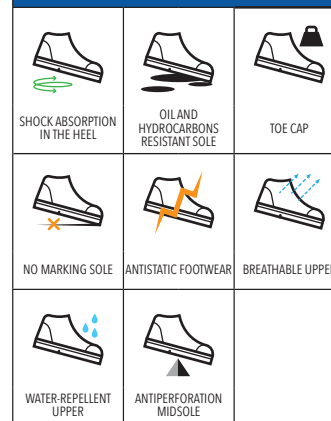 SHOCK ABSORPTION
IN THE HEEL
OIL AND
HYDROCARBONS
RESISTANT SOLE
TOE CAP
NO MARKING SOLE
ANTISTATIC FOOTWEAR
BREATHABLE UPPER
WATER-REPELLENT
UPPER
ANTIPERFORATION
MIDSOLE